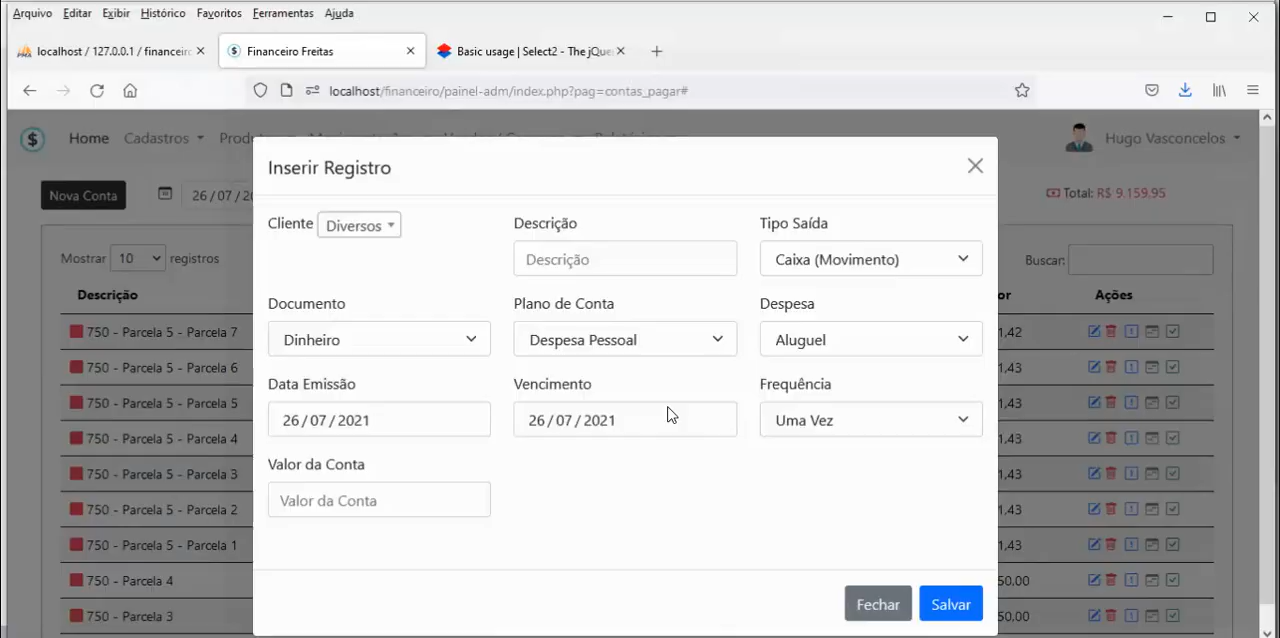 Arquivo Editar Exibir Histórico Favoritos Ferramentas Ajuda
localhost / 127.0.0.1 / financeiro
Financeiro Freitas
Basic usage | Select2 - The jQue
localhost/financeiro/painel-adm/index.php?pag=contas_pagar#
Home Cadastros
Hugo Vasconcelos
Inserir Registro
Nova Conta
Total: R$ 9.159,95
Cliente Diversos
Descrição
Descrição
Tipo Saída
Caixa (Movimento)
Mostrar 10 registros
Buscar:
Descrição
Ações
Documento
Dinheiro
Plano de Conta
Despesa Pessoal
Despesa
Aluguel
Data Emissão
26/07/2021
Vencimento
26/07/2021
Frequência
Uma Vez
Valor da Conta
Valor da Conta
750 - Parcela 5 - Parcela 7
750 - Parcela 5 - Parcela 6
750 - Parcela 5 - Parcela 5
750 - Parcela 5 - Parcela 4
750 - Parcela 5 - Parcela 3
750 - Parcela 5 - Parcela 2
750 - Parcela 5 - Parcela 1
750 - Parcela 4
750 - Parcela 3
Fechar
Salvar